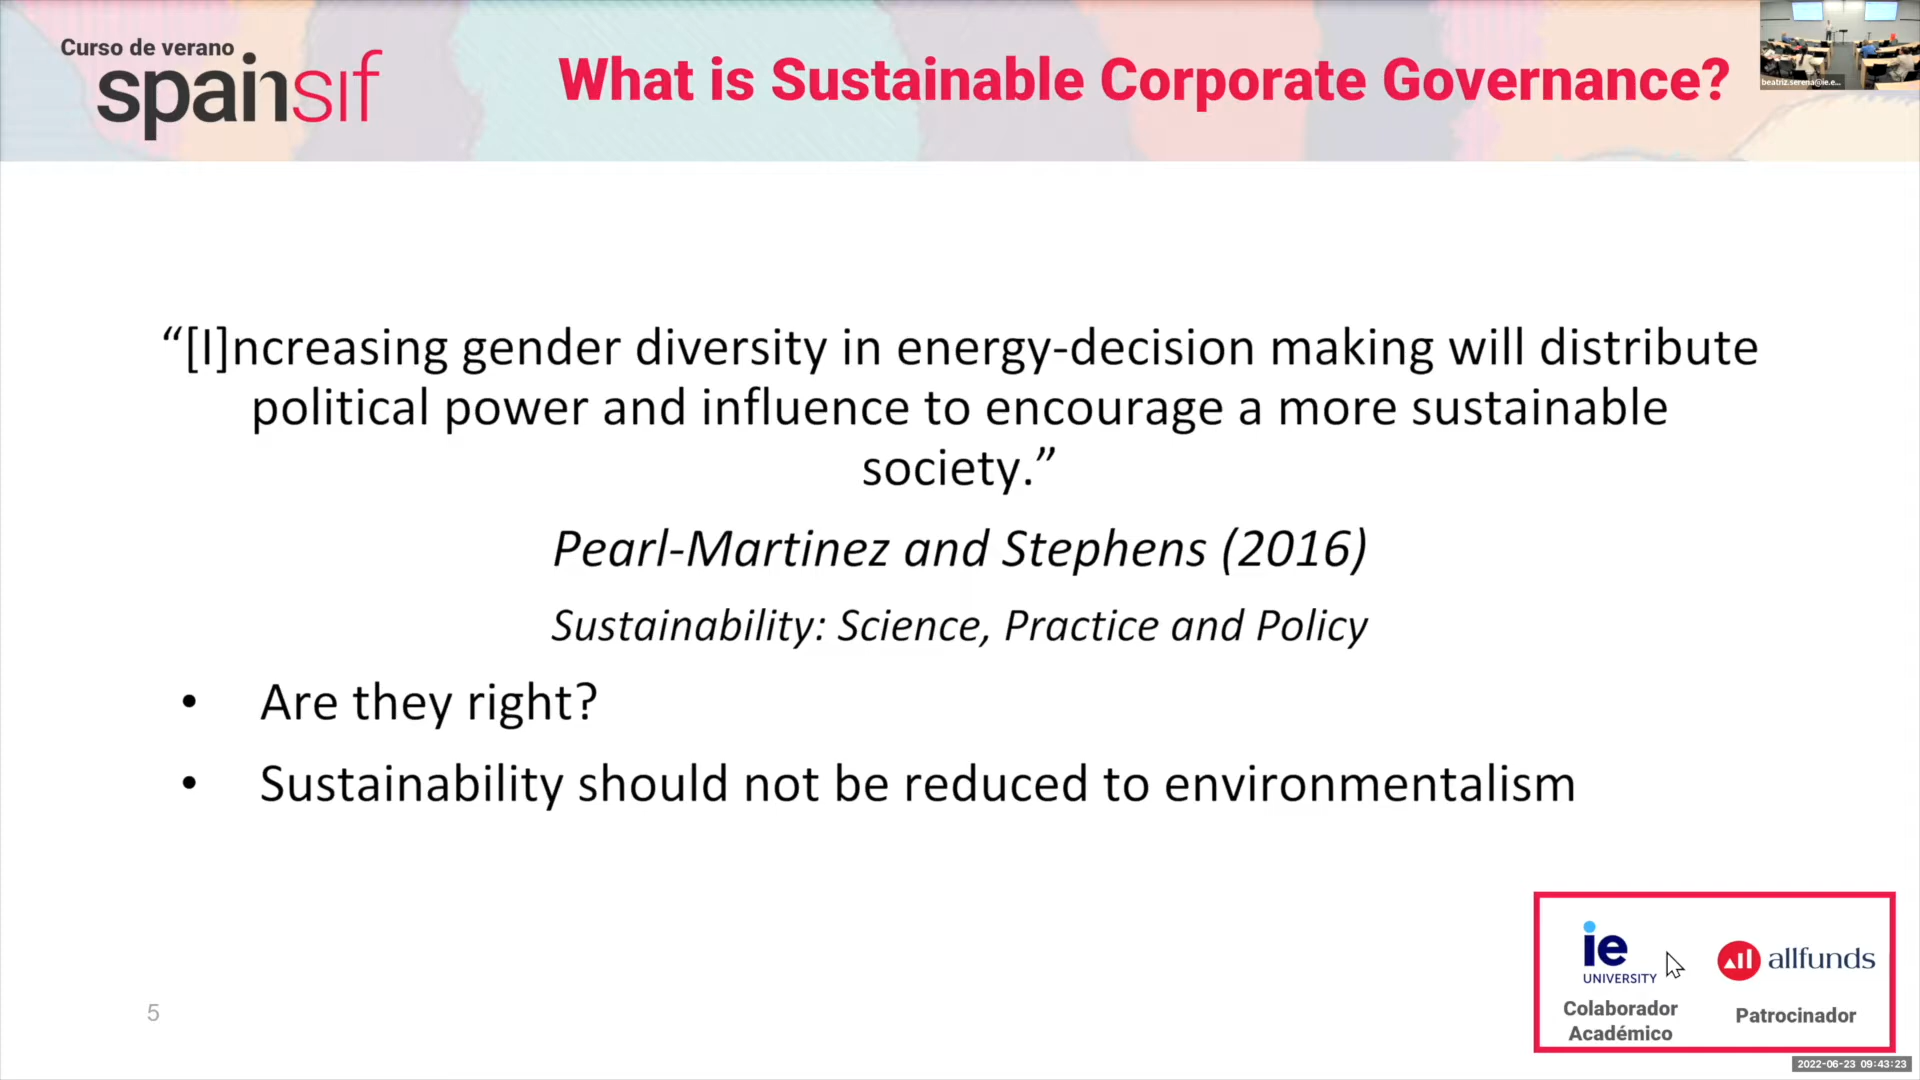 Curso de verano
spainsif
What is Sustainable Corporate Governance?
beatriz.serena@ie.e...
“[I]ncreasing gender diversity in energy-decision making will distribute
political power and influence to encourage a more sustainable
society.”
Pearl-Martinez and Stephens (2016)
Sustainability: Science, Practice and Policy
• Are they right?
• Sustainability should not be reduced to environmentalism
ie
UNIVERSITY
Colaborador
Académico
allfunds
Patrocinador
5
2022-06-23 09:43:23